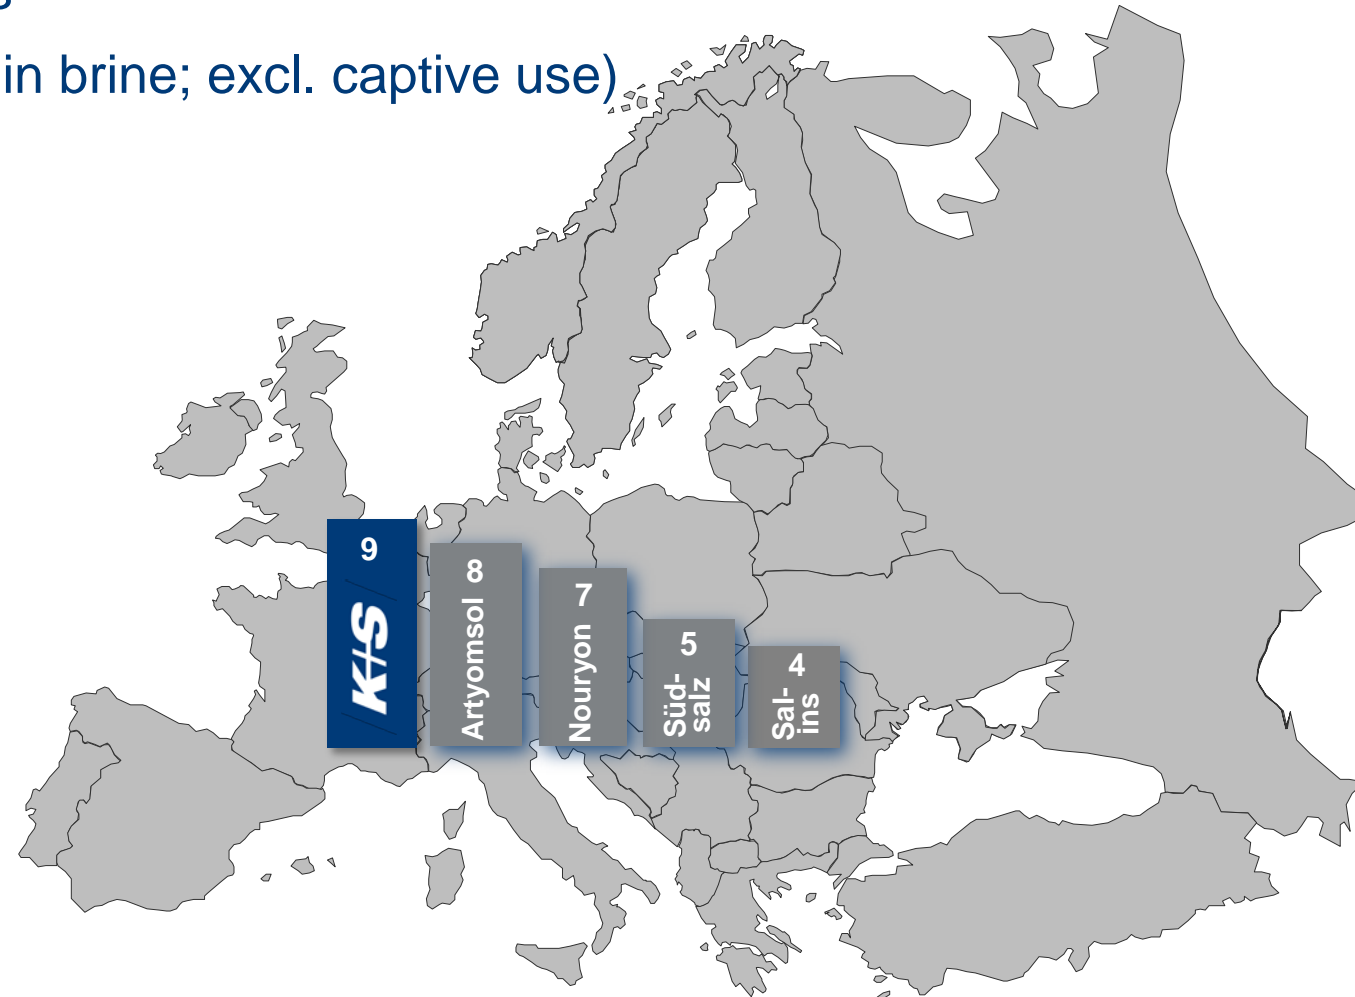 in brine; excl. captive use)
9
K+S
8
Artyomsol
7
Nouryon
5
Süd-
salz
4
Sal-
ins